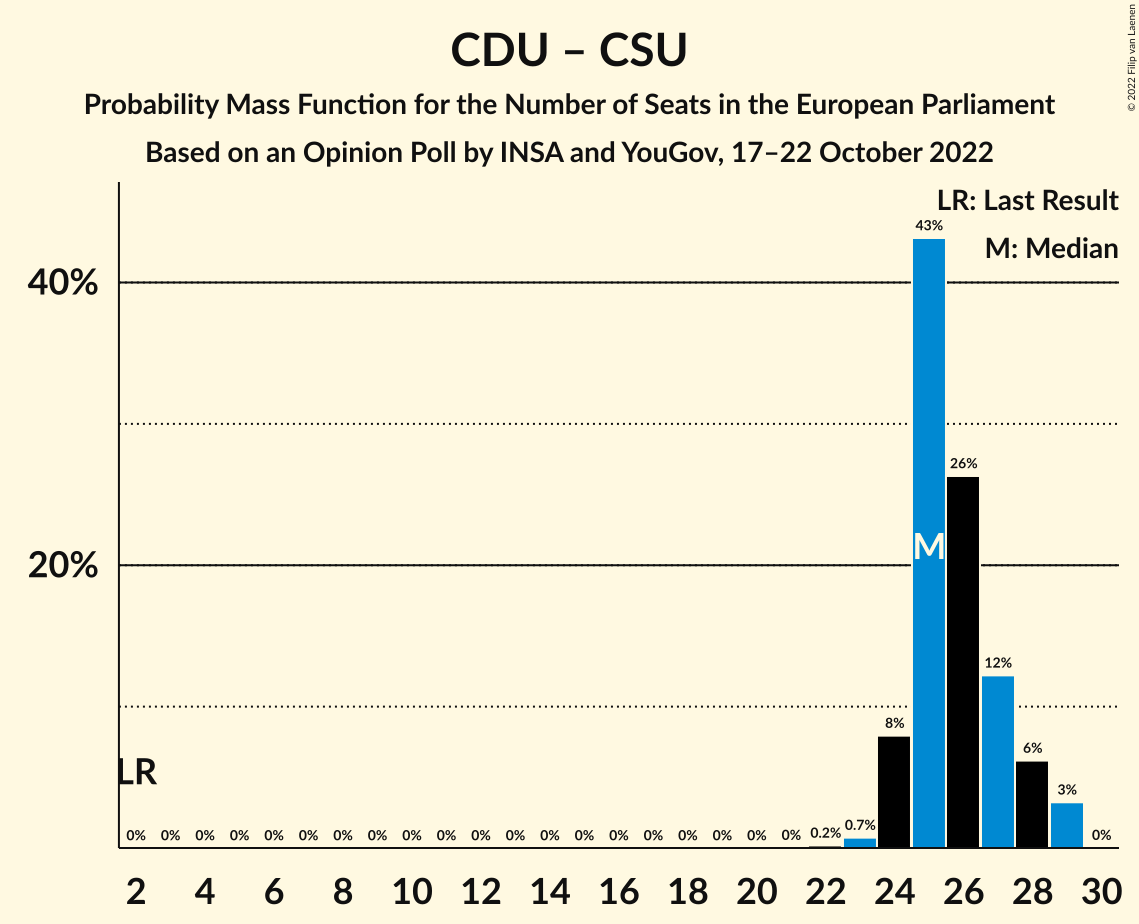 CDU – CSU
Probability Mass Function for the Number of Seats in the European Parliament
Based on an Opinion Poll by INSA and YouGov, 17–22 October 2022
© 2022 Filip van Laenen
LR: Last Result
M: Median
43%
40%
26%
M
20%
12%
8%
6%
LR
3%
0% 0% 0% 0% 0% 0% 0% 0% 0% 0% 0% 0% 0% 0% 0% 0% 0% 0% 0% 0% 0.2% 0.7% 0%
2 4 6 8 10 12 14 16 18 20 22 24 26 28 30